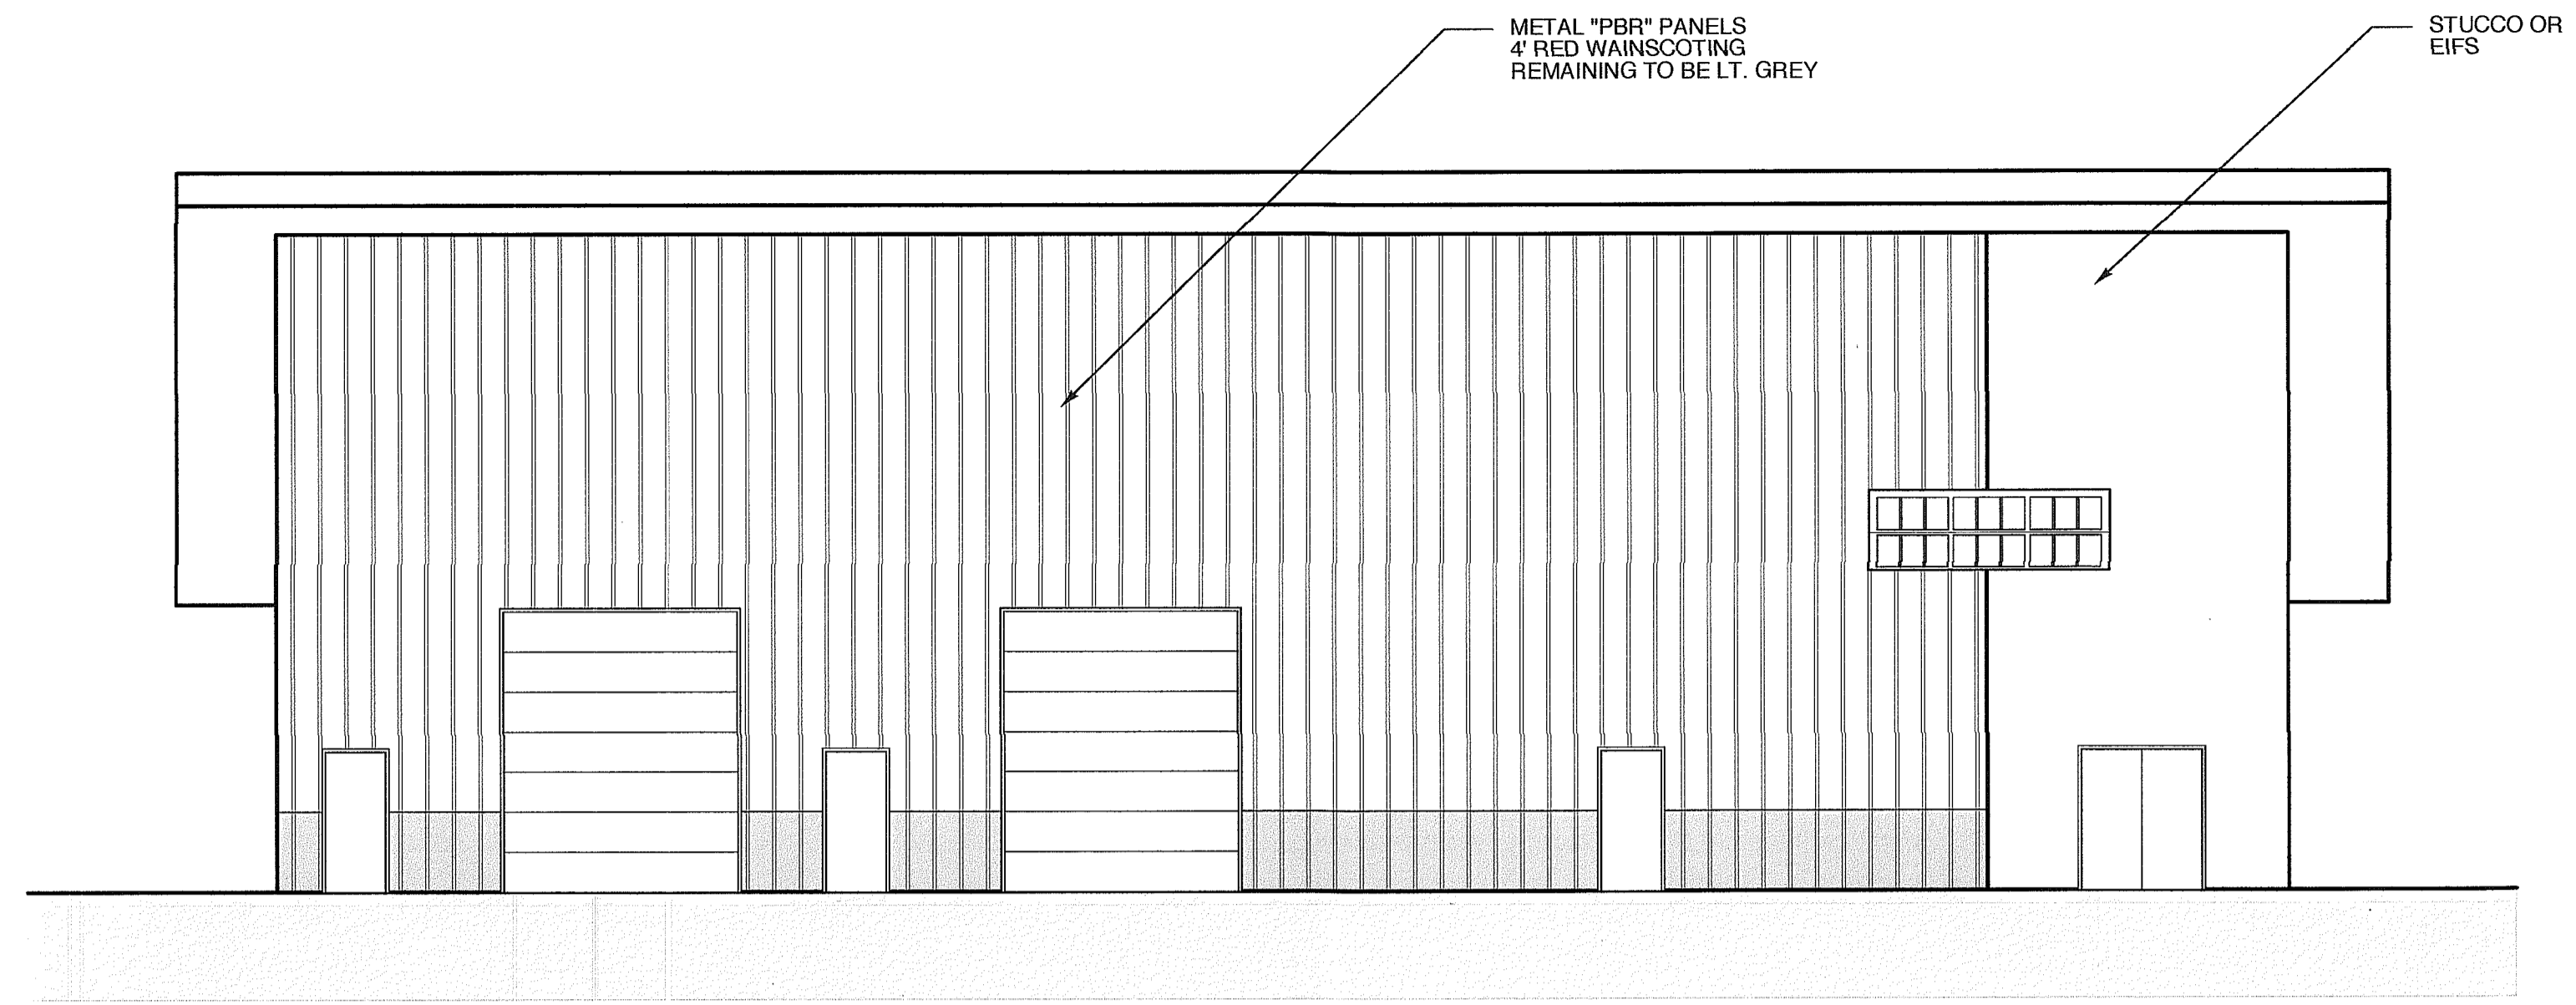 METAL "PBR" PANELS
4' RED WAINSCOTING
REMAINING TO BE LT. GREY
STUCCO OR
EIFS